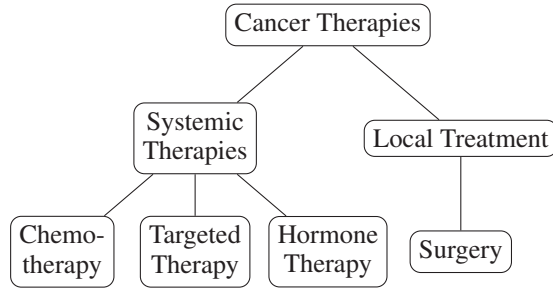 Cancer Therapies
Systemic
Therapies
Local Treatment
Chemo-
therapy
Targeted
Therapy
Hormone
Therapy
Surgery